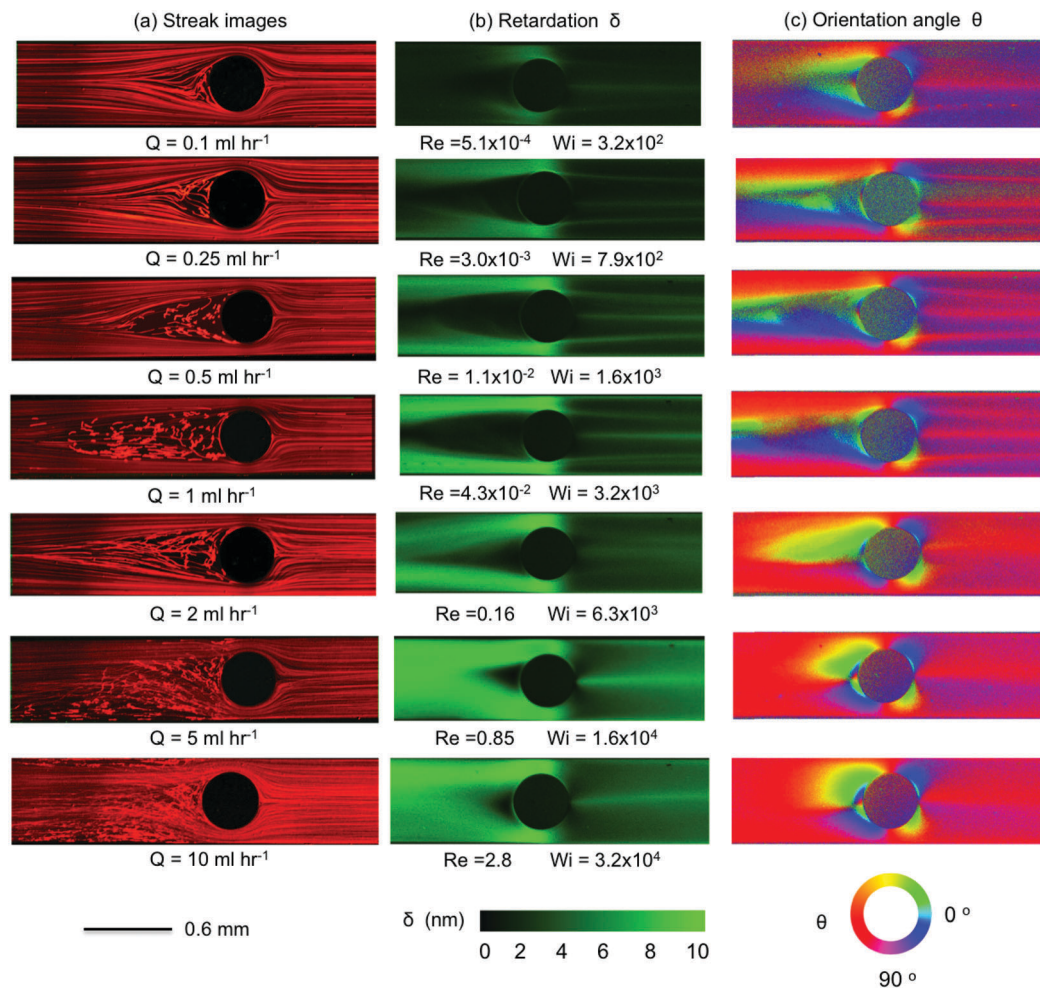 (a) Streak images
(b) Retardation δ
(c) Orientation angle θ
Q = 0.1 ml hr⁻¹
Re =5.1x10⁻⁴ Wi = 3.2x10²
Q = 0.25 ml hr⁻¹
Re =3.0x10⁻³ Wi = 7.9x10²
Q = 0.5 ml hr⁻¹
Re = 1.1x10⁻² Wi = 1.6x10³
Q = 1 ml hr⁻¹
Re =4.3x10⁻² Wi = 3.2x10³
Q = 2 ml hr⁻¹
Re =0.16 Wi = 6.3x10³
Q = 5 ml hr⁻¹
Re =0.85 Wi = 1.6x10⁴
Q = 10 ml hr⁻¹
Re =2.8 Wi = 3.2x10⁴
0.6 mm
δ (nm)
0 2 4 6 8 10
θ
0 º
90 º